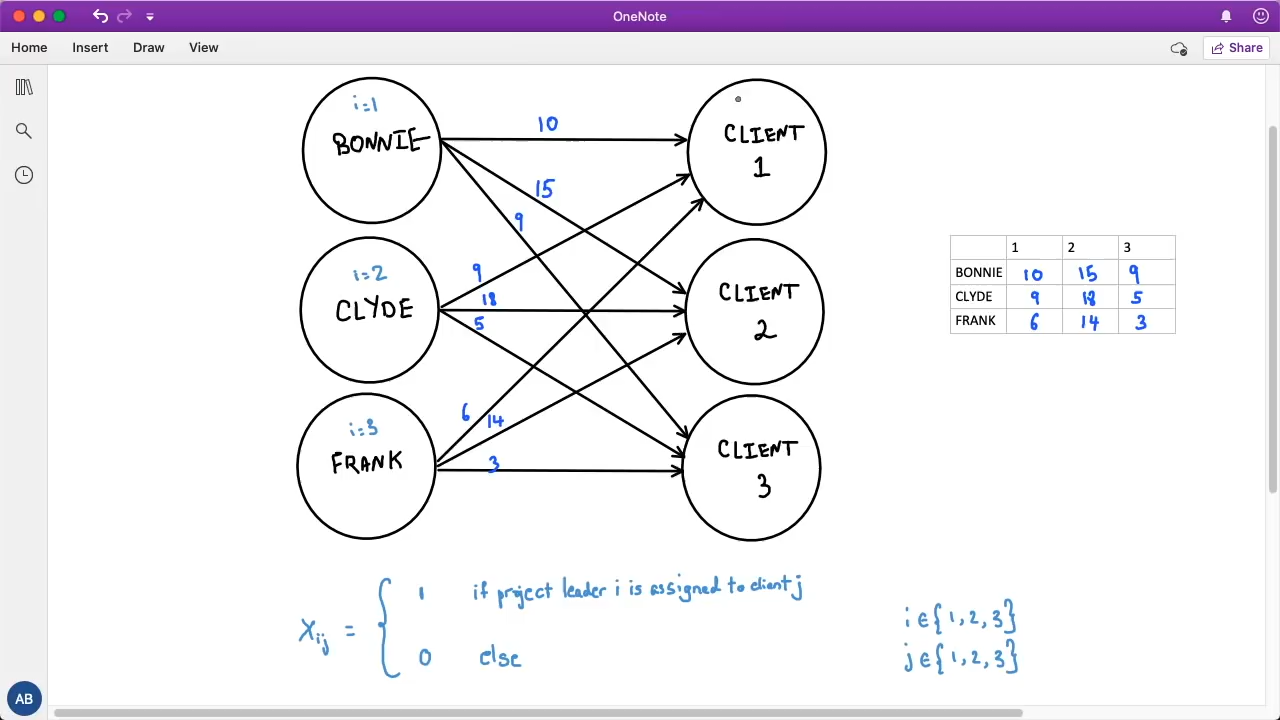 OneNote
Home Insert Draw View Share
i=1
BONNIE
10
15
9
CLIENT
1
i=2
CLYDE
9
18
5
CLIENT
2
i=3
FRANK
6
14
3
CLIENT
3
1 2 3
BONNIE 10 15 9
CLYDE 9 18 5
FRANK 6 14 3
Xij = { 1 if project leader i is assigned to client j
0 else
i ∈ {1, 2, 3}
j ∈ {1, 2, 3}
AB